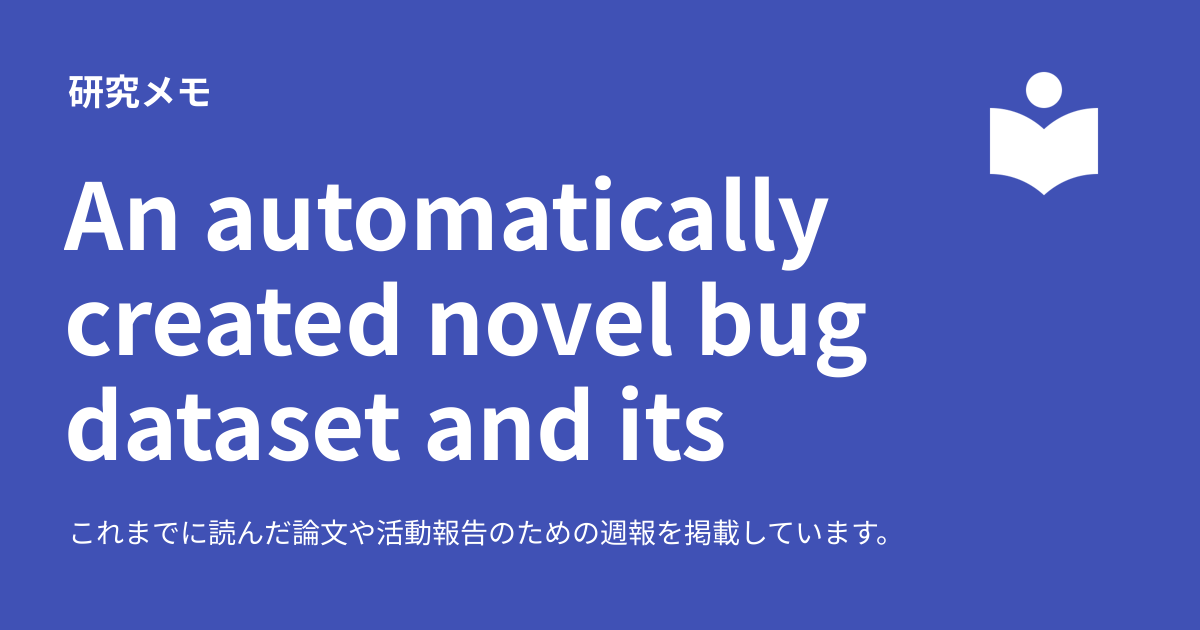 研究メモ
An automatically
created novel bug
dataset and its
これまでに読んだ論文や活動報告のための週報を掲載しています。